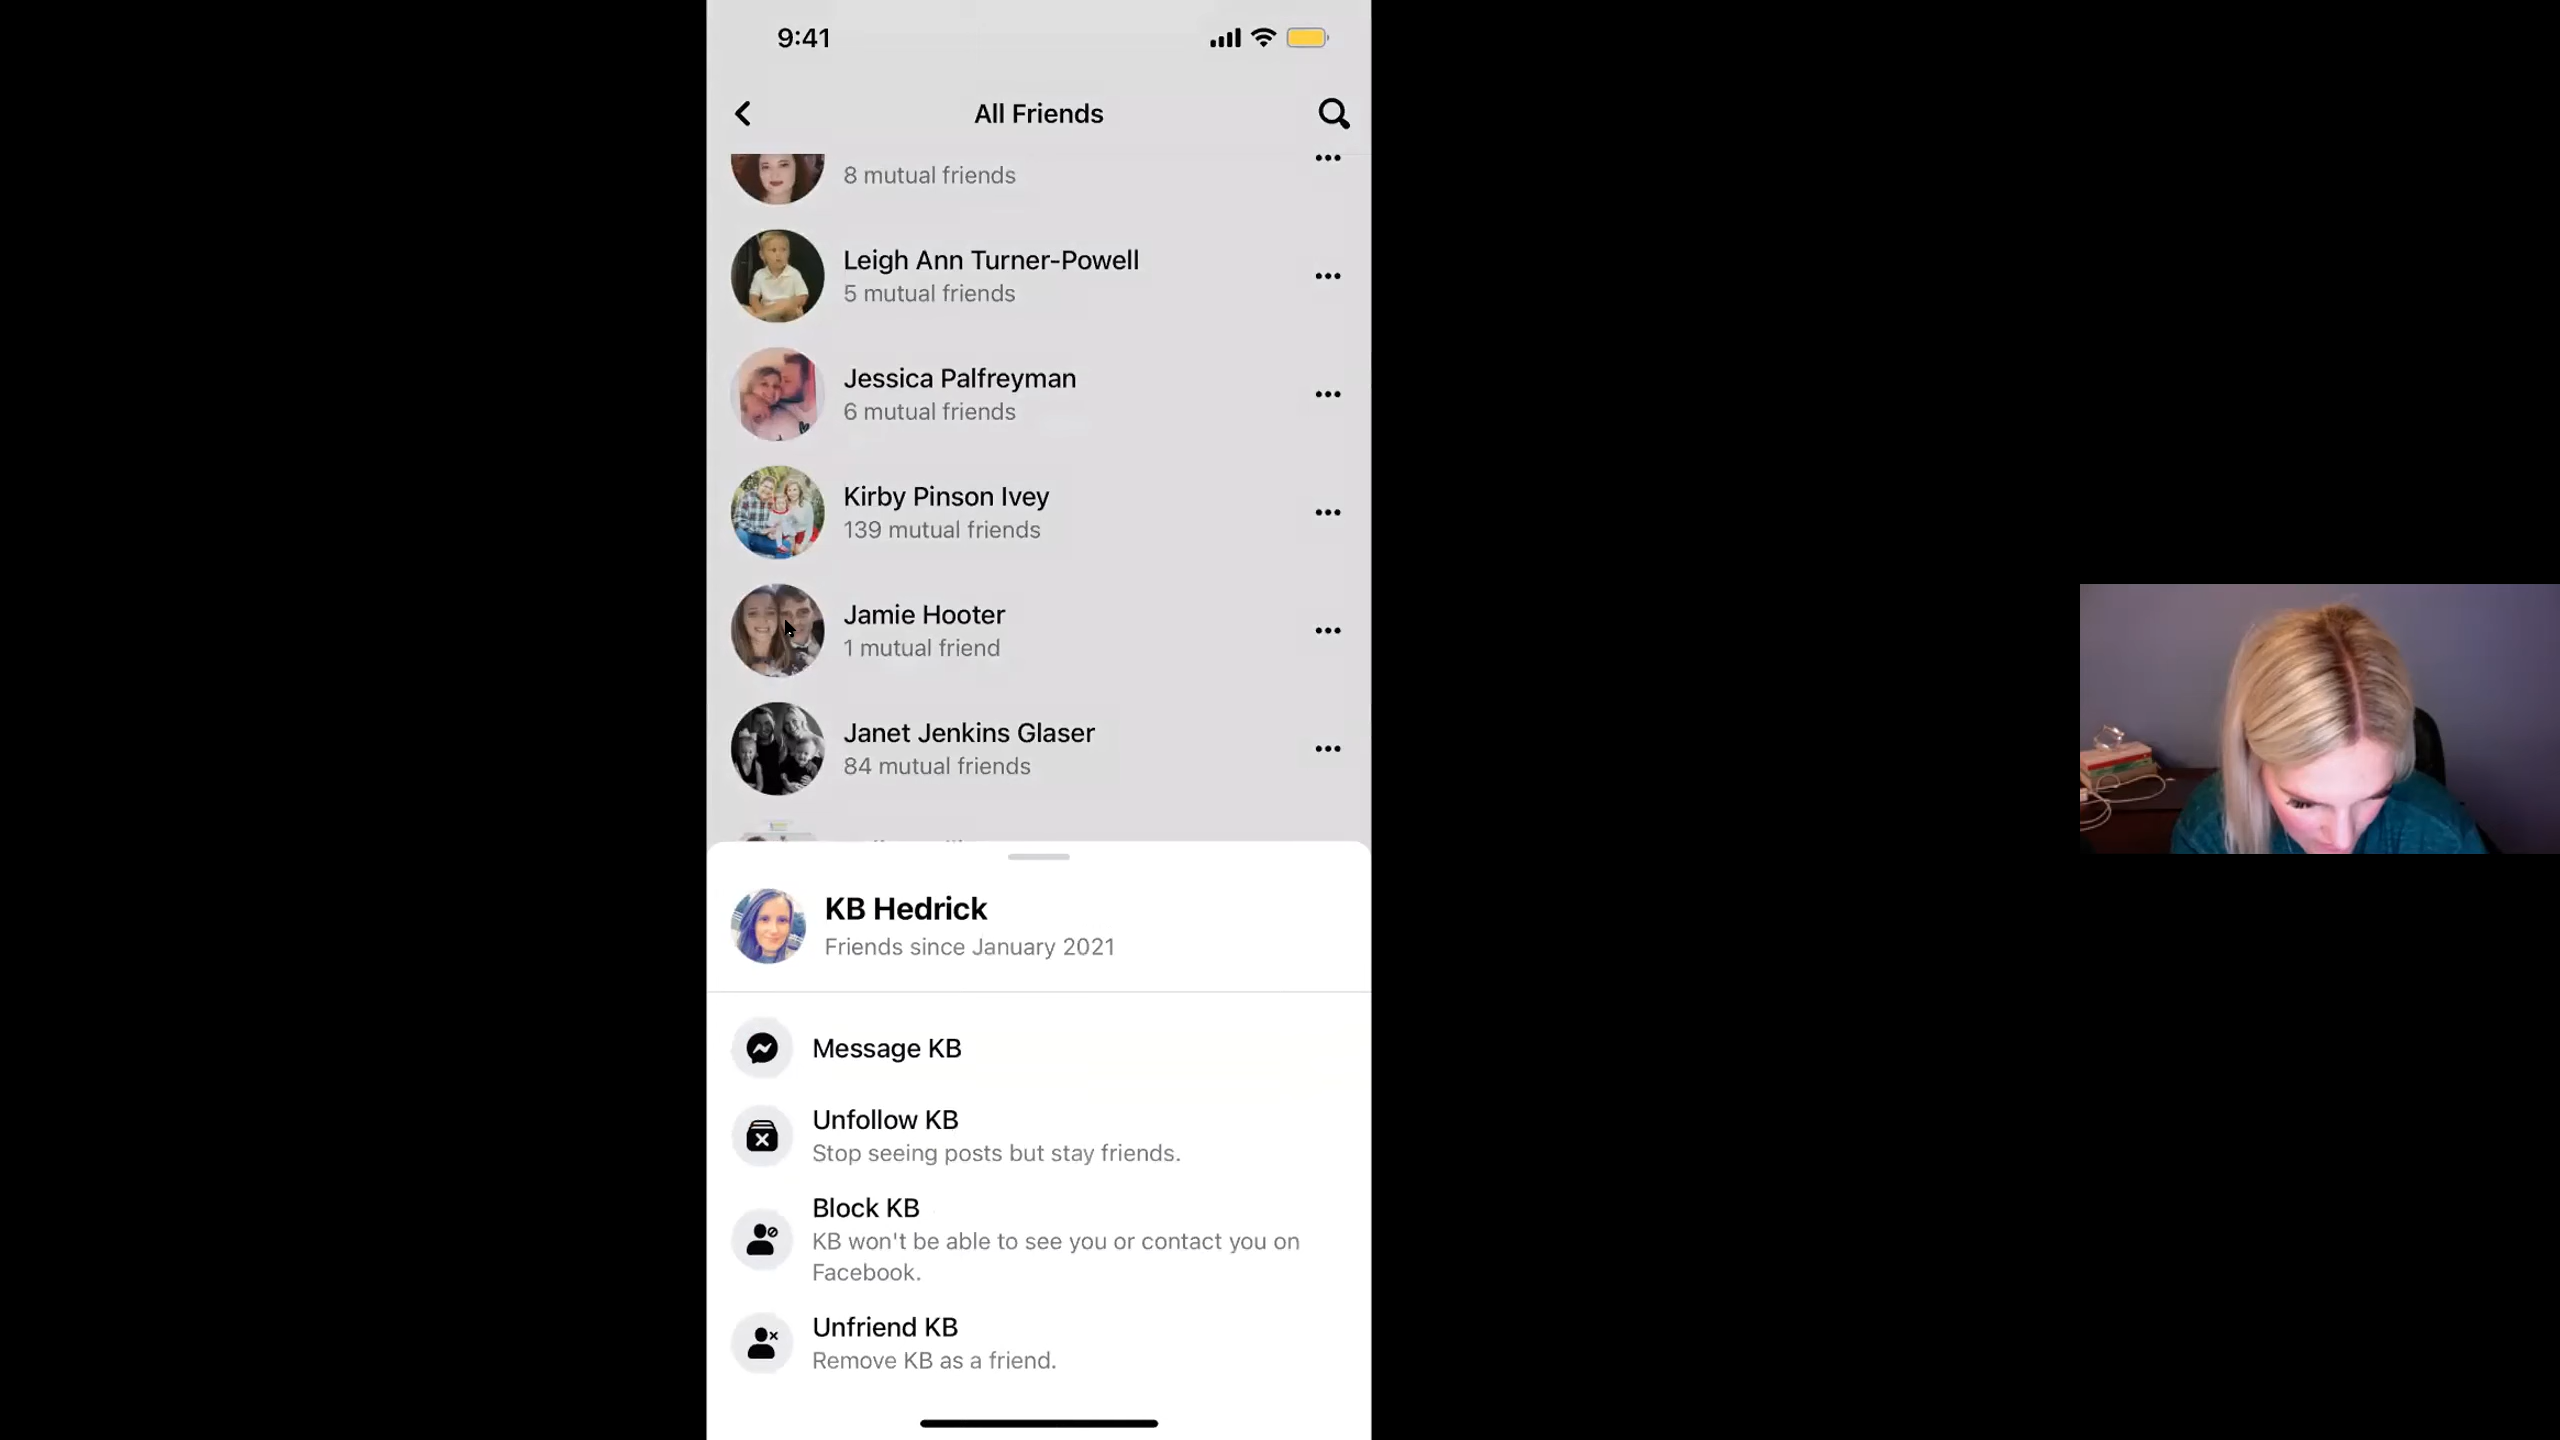 9:41
All Friends
8 mutual friends
Leigh Ann Turner-Powell
5 mutual friends
Jessica Palfreyman
6 mutual friends
Kirby Pinson Ivey
139 mutual friends
Jamie Hooter
1 mutual friend
Janet Jenkins Glaser
84 mutual friends
KB Hedrick
Friends since January 2021
Message KB
Unfollow KB
Stop seeing posts but stay friends.
Block KB
KB won't be able to see you or contact you on
Facebook.
Unfriend KB
Remove KB as a friend.